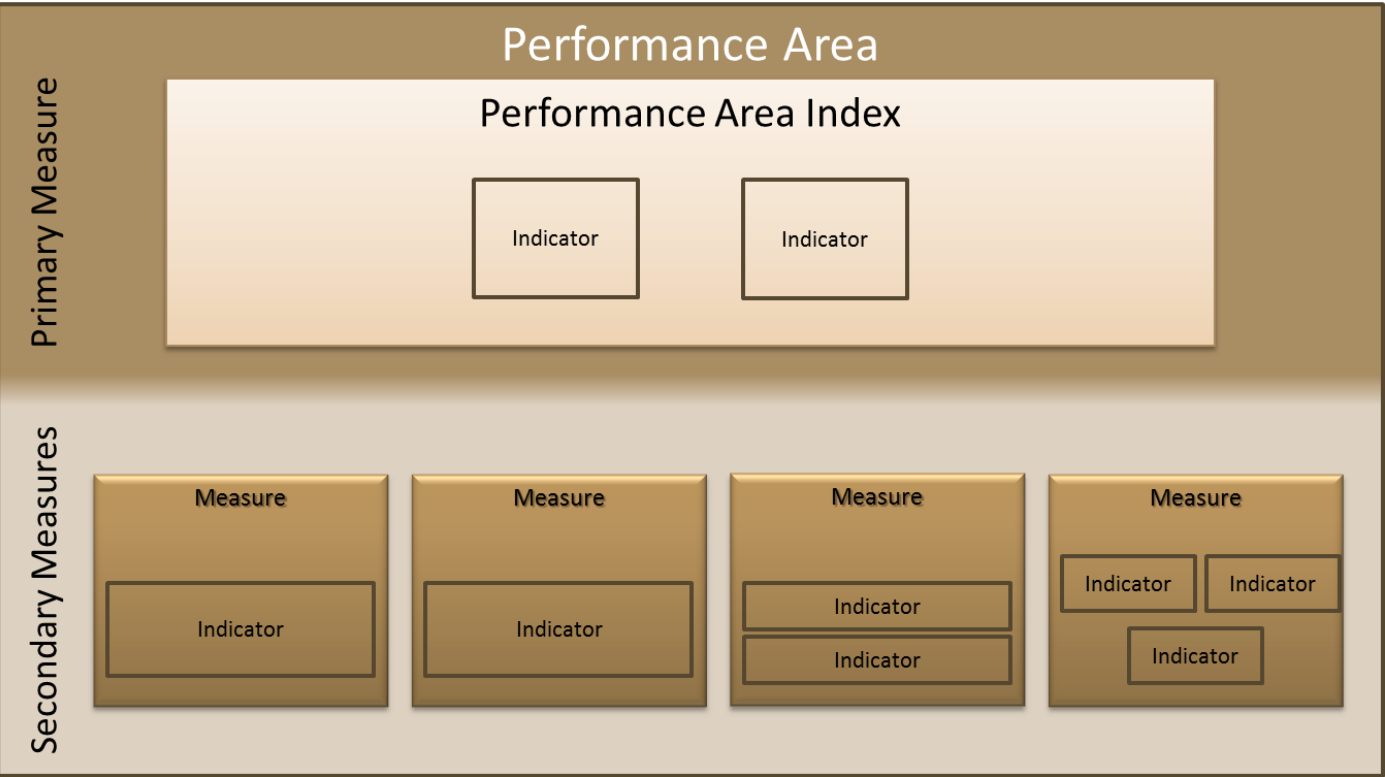 Performance Area
Primary Measure
Performance Area Index
Indicator
Indicator
Secondary Measures
Measure
Indicator
Measure
Indicator
Measure
Indicator
Indicator
Measure
Indicator
Indicator
Indicator